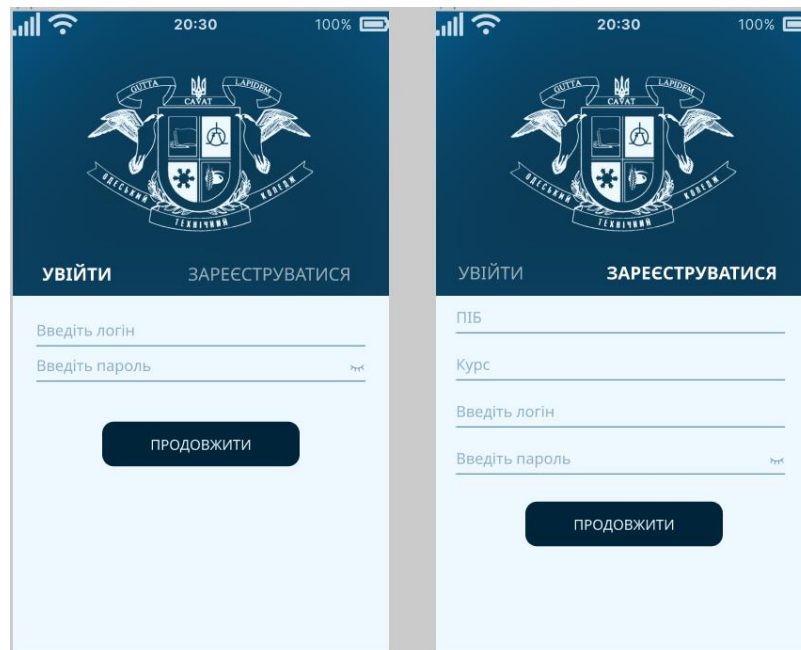 20:30
100%
GUTTA
LAPIDEM
CAVAT
ОДЕСЬКИЙ
КОЛЕДЖ
ТЕХНІЧНИЙ
УВІЙТИ
ЗАРЕЄСТРУВАТИСЯ
Введіть логін
Введіть пароль
ПРОДОВЖИТИ
20:30
100%
GUTTA
LAPIDEM
CAVAT
ОДЕСЬКИЙ
КОЛЕДЖ
ТЕХНІЧНИЙ
УВІЙТИ
ЗАРЕЄСТРУВАТИСЯ
ПІБ
Курс
Введіть логін
Введіть пароль
ПРОДОВЖИТИ